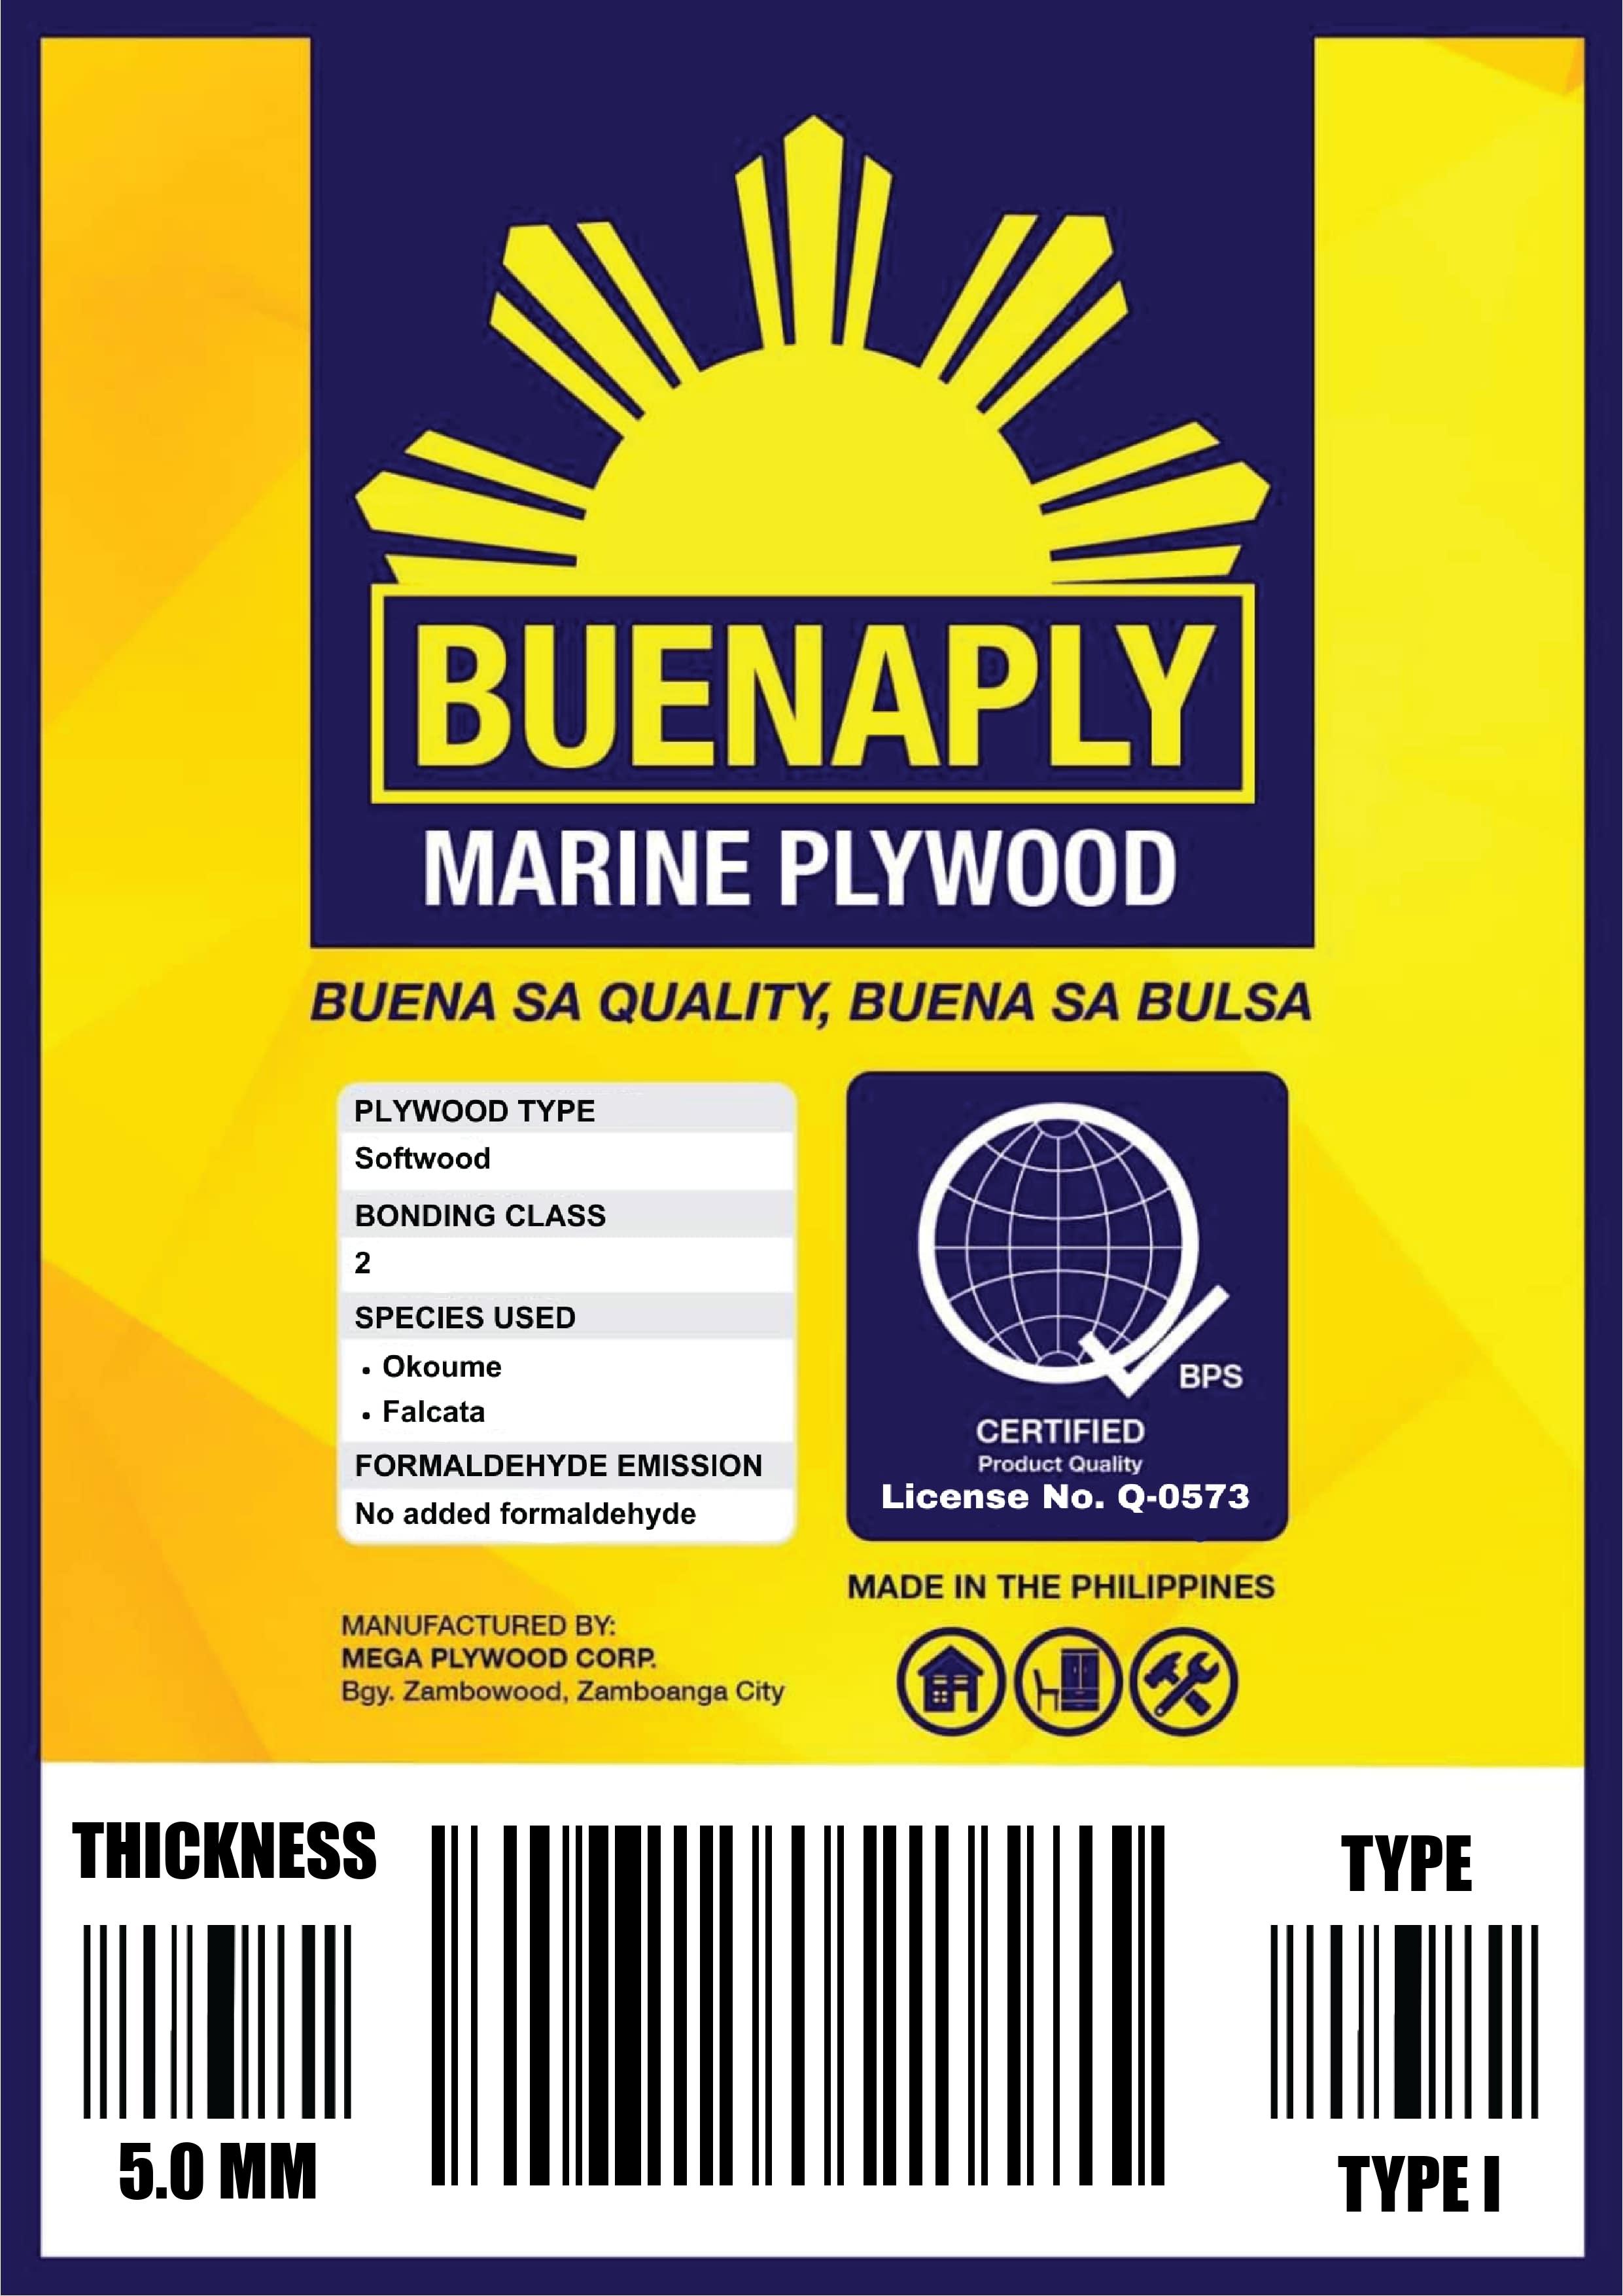 BUENAPLY
MARINE PLYWOOD
BUENA SA QUALITY, BUENA SA BULSA
PLYWOOD TYPE
Softwood
BONDING CLASS
2
SPECIES USED
• Okoume
• Falcata
FORMALDEHYDE EMISSION
No added formaldehyde
BPS
CERTIFIED
Product Quality
License No. Q-0573
MADE IN THE PHILIPPINES
MANUFACTURED BY:
MEGA PLYWOOD CORP.
Bgy. Zambowood, Zamboanga City
THICKNESS
5.0 MM
TYPE
TYPE I